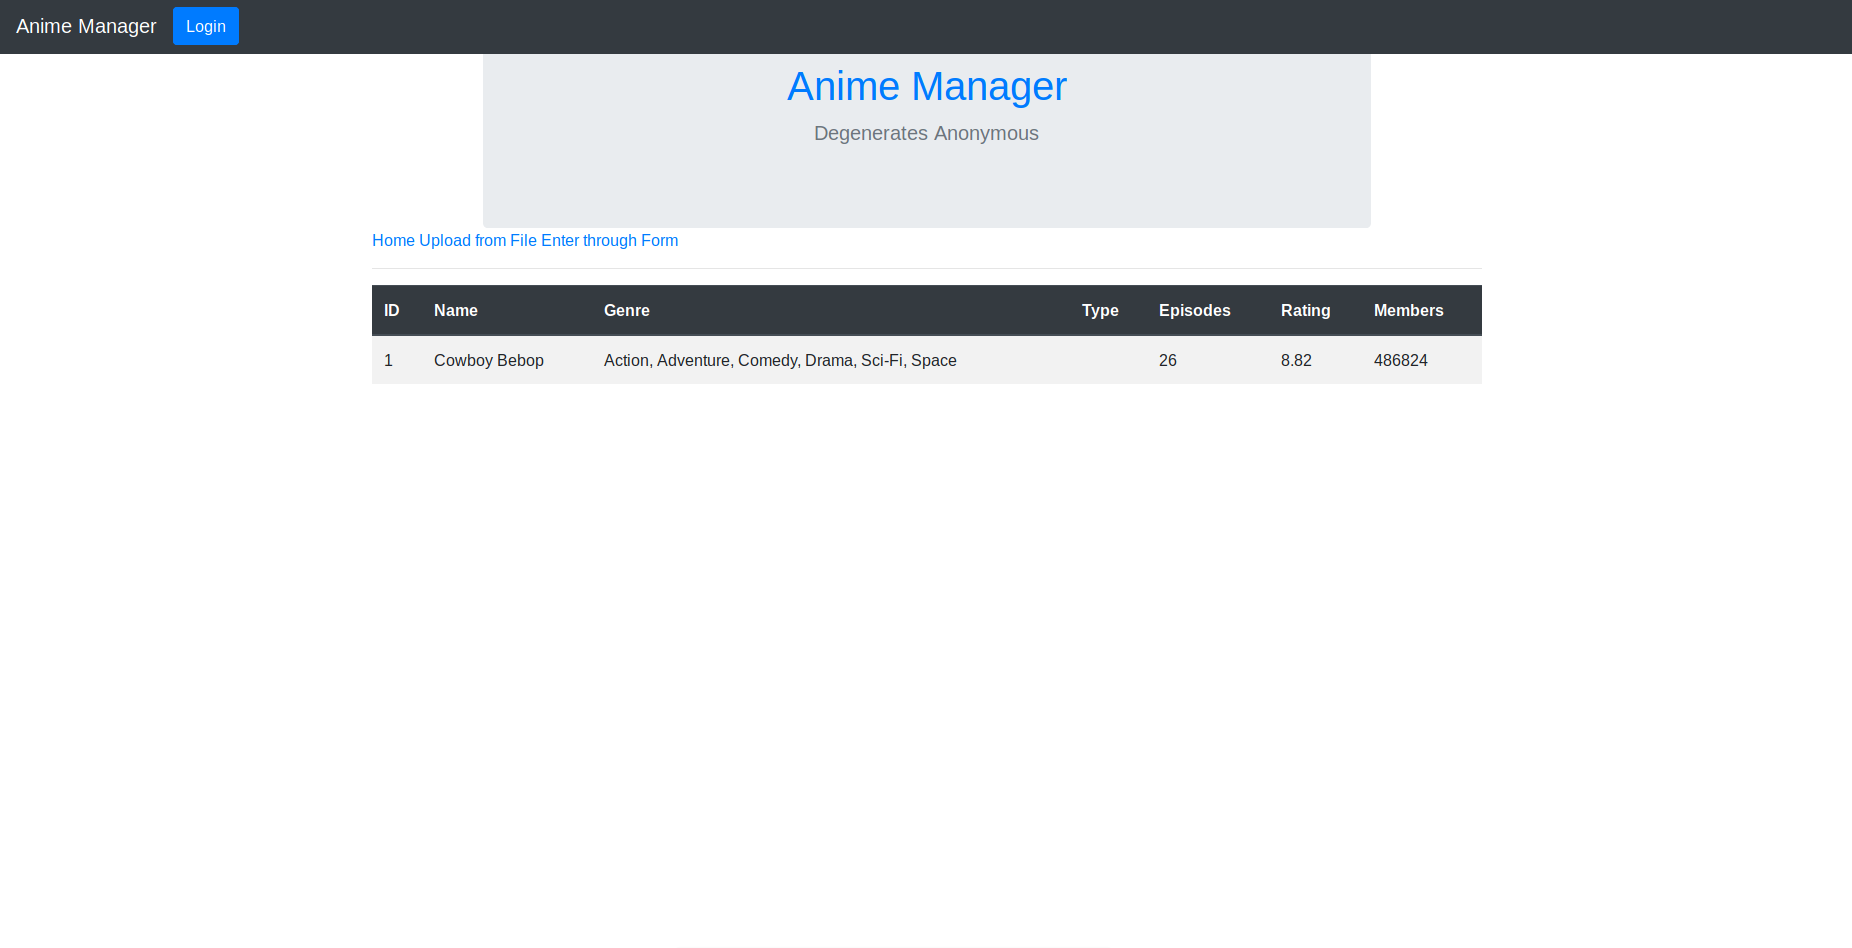 Anime Manager Login
Anime Manager
Degenerates Anonymous
Home Upload from File Enter through Form
ID Name Genre Type Episodes Rating Members
1 Cowboy Bebop Action, Adventure, Comedy, Drama, Sci-Fi, Space 26 8.82 486824